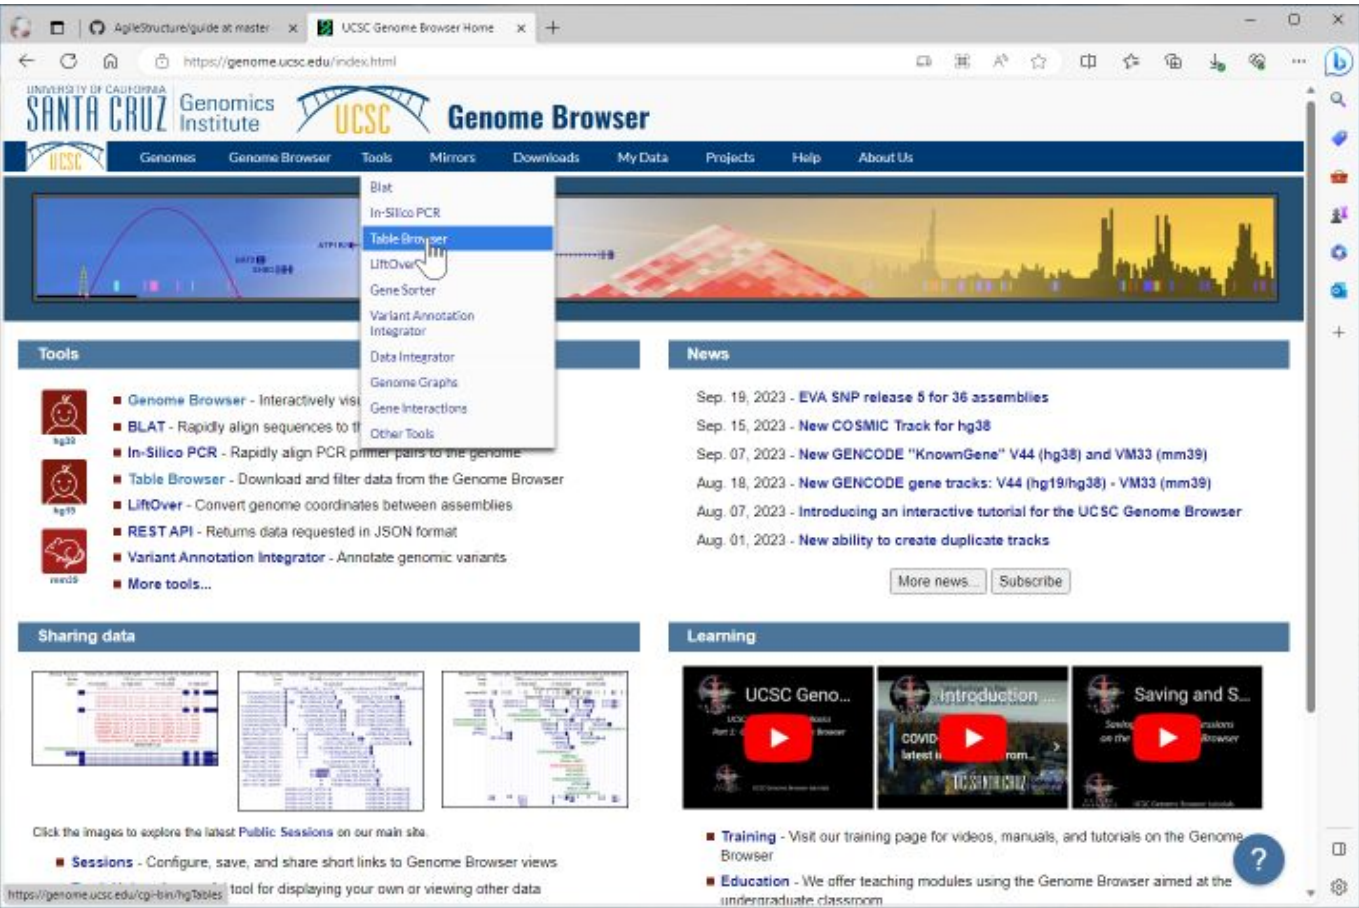 AgileStructure/guide at master
UCSC Genome Browser Home
https://genome.ucsc.edu/index.html
UNIVERSITY OF CALIFORNIA
SANTA CRUZ
Genomics
Institute
UCSC
Genome Browser
UCSC
Genomes
Genome Browser
Tools
Mirrors
Downloads
My Data
Projects
Help
About Us
Blat
In-Silico PCR
Table Browser
LiftOver
Gene Sorter
Variant Annotation
Integrator
Data Integrator
Genome Graphs
Gene Interactions
Other Tools
Tools
hg38
hg19
mm39
Genome Browser - Interactively
BLAT - Rapidly align sequences to
In-Silico PCR - Rapidly align PCR primer pairs to the genome
Table Browser - Download and filter data from the Genome Browser
LiftOver - Convert genome coordinates between assemblies
REST API - Returns data requested in JSON format
Variant Annotation Integrator - Annotate genomic variants
More tools...
News
Sep. 19, 2023 - EVA SNP release 5 for 36 assemblies
Sep. 15, 2023 - New COSMIC Track for hg38
Sep. 07, 2023 - New GENCODE "KnownGene" V44 (hg38) and VM33 (mm39)
Aug. 18, 2023 - New GENCODE gene tracks: V44 (hg19/hg38) - VM33 (mm39)
Aug. 07, 2023 - Introducing an interactive tutorial for the UCSC Genome Browser
Aug. 01, 2023 - New ability to create duplicate tracks
More news...
Subscribe
Sharing data
Click the images to explore the latest Public Sessions on our main site.
Sessions - Configure, save, and share short links to Genome Browser views
tool for displaying your own or viewing other data
https://genome.ucsc.edu/cgi-bin/hgTables
Learning
UCSC Geno...
Introduction ...
COVID
latest
rom...
UC SANTA CRUZ
Saving and S...
on the
Browser
Training - Visit our training page for videos, manuals, and tutorials on the Genome
Browser
Education - We offer teaching modules using the Genome Browser aimed at the
undergraduate classroom
?